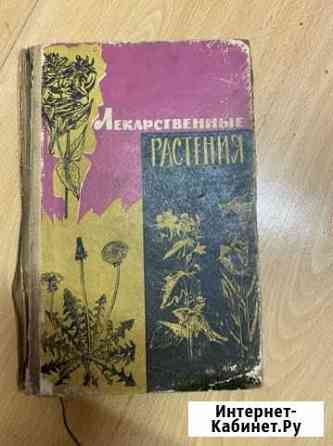 Лекарственные
РАСТЕНИЯ
Интернет-
Кабинет.Ру